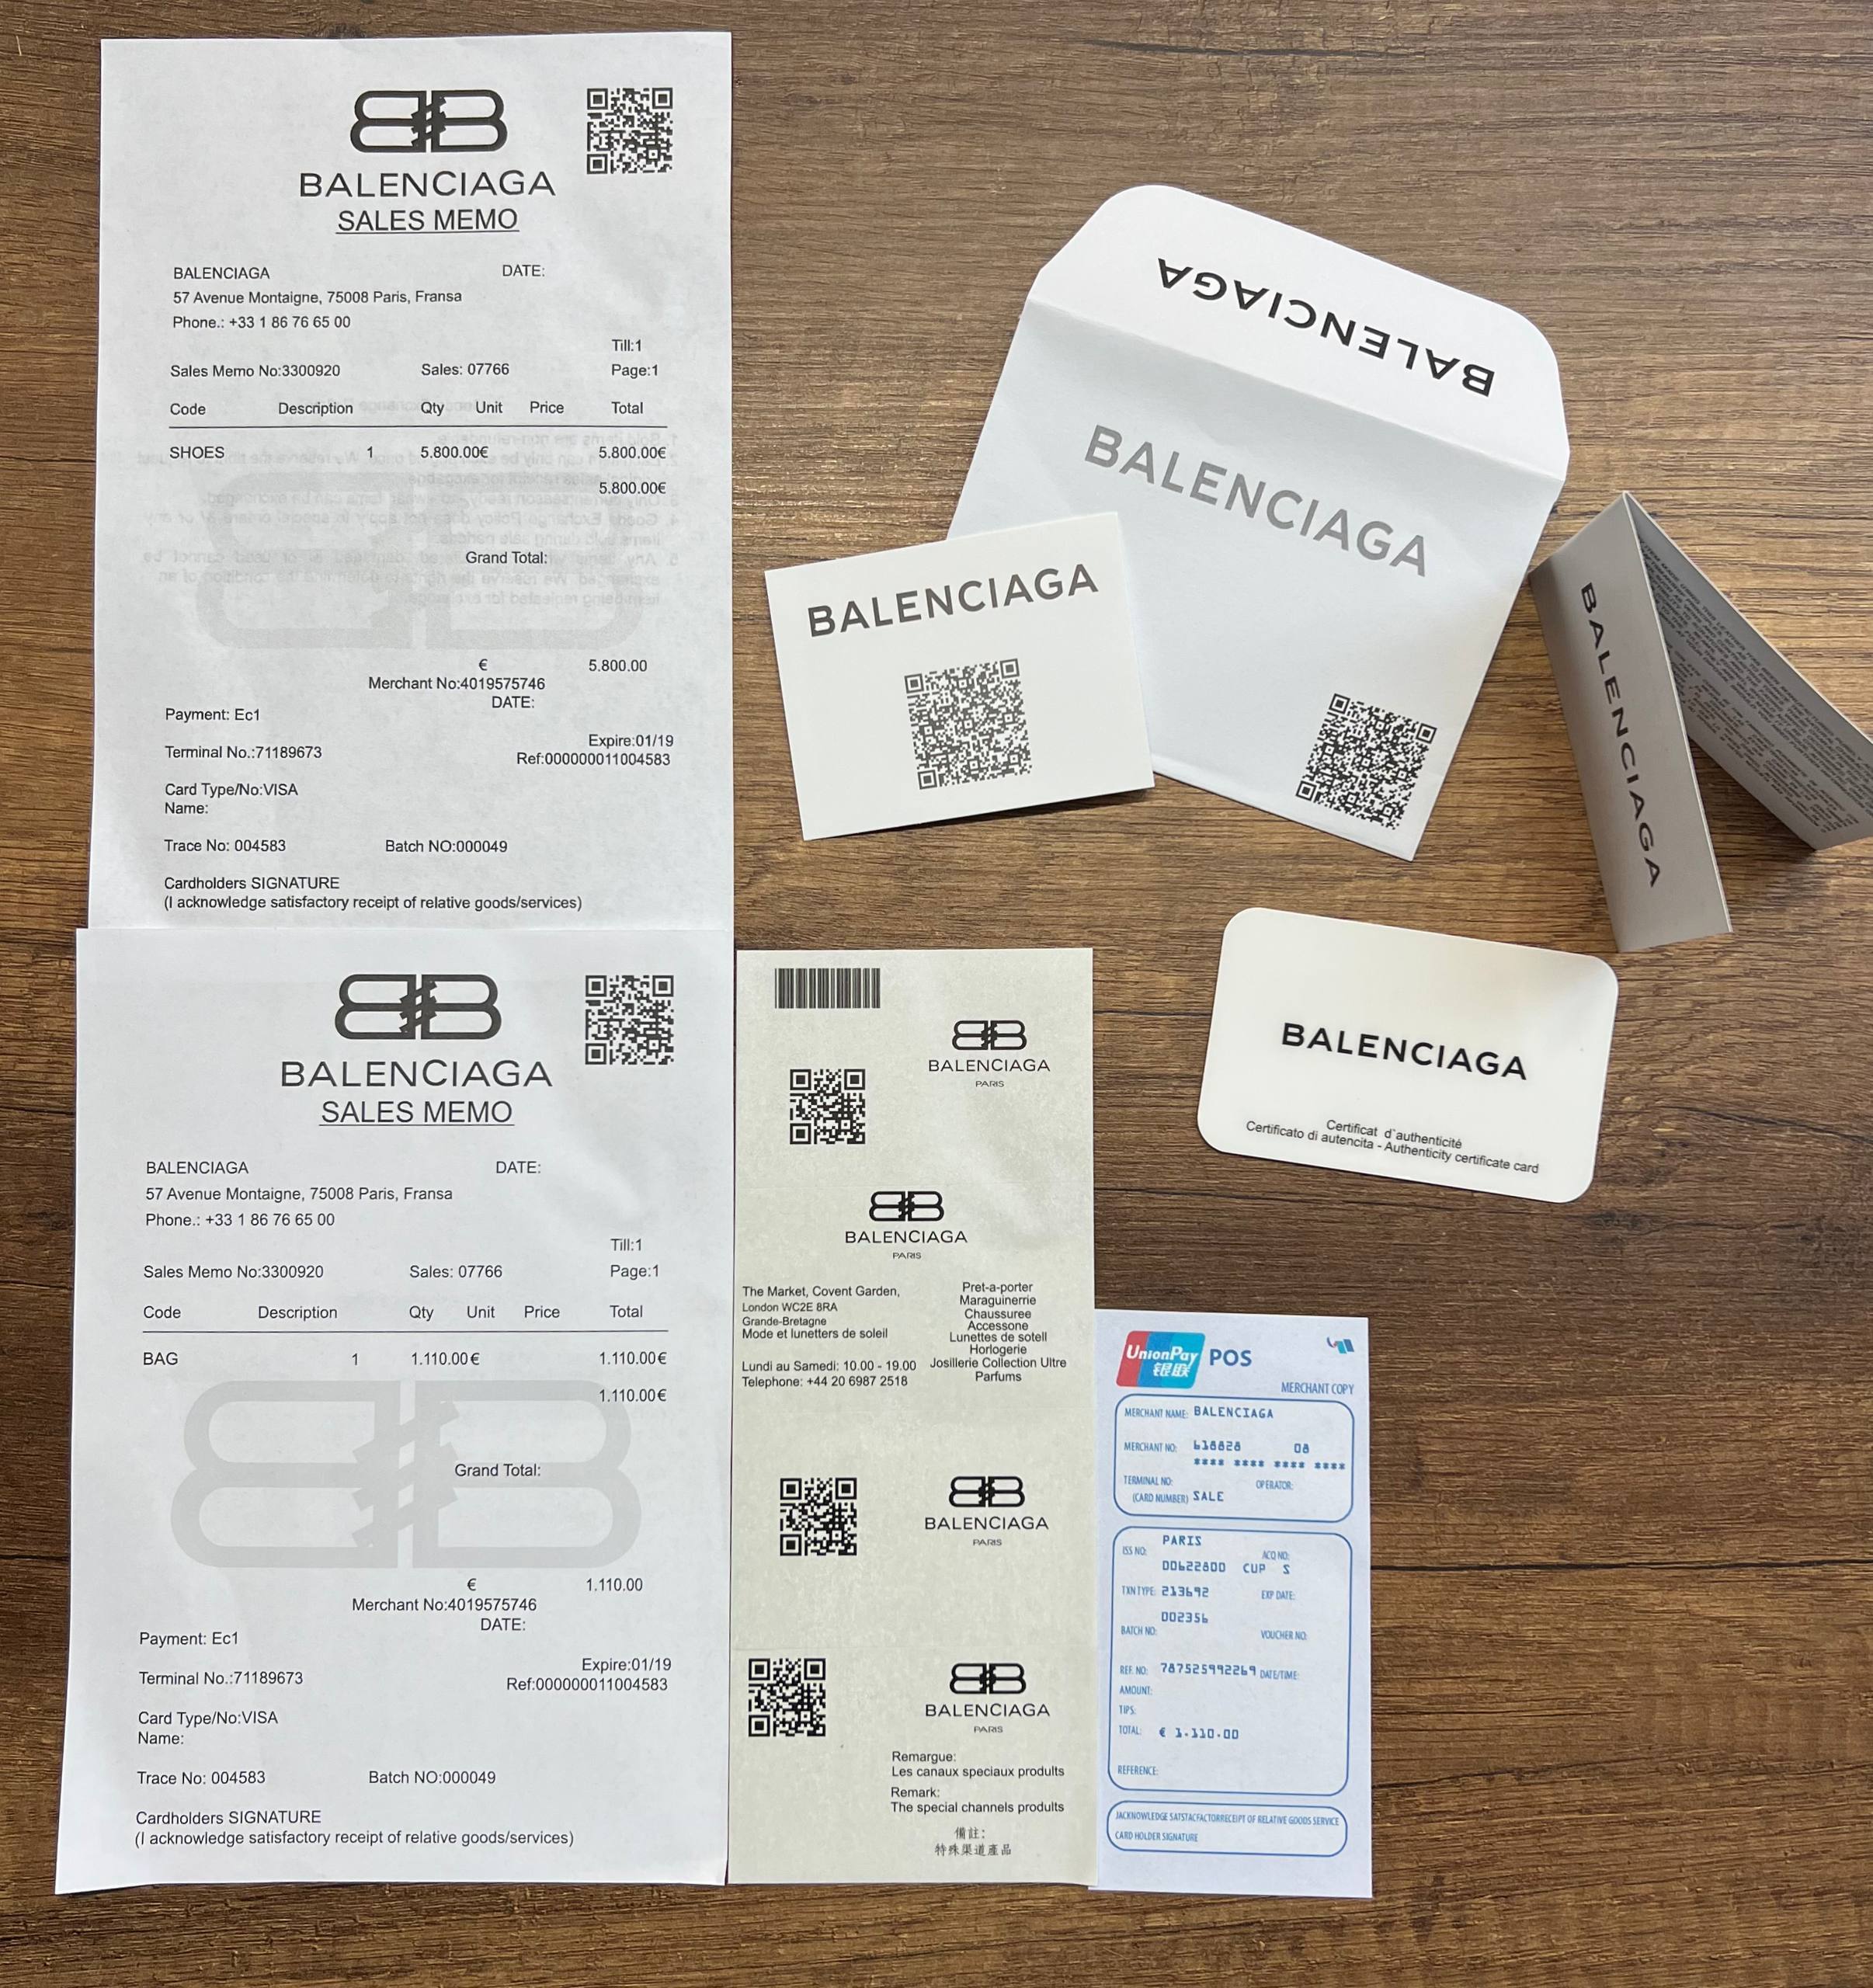 BALENCIAGA
SALES MEMO
BALENCIAGA
DATE:
57 Avenue Montaigne, 75008 Paris, Fransa
Phone.: +33 1 86 76 65 00
Till:1
Sales Memo No:3300920 Sales: 07766 Page:1
Code Description Qty Unit Price Total
SHOES 1 5.800.00€ 5.800.00€
5.800.00€
Grand Total:
€ 5.800.00
Merchant No:4019575746
DATE:
Payment: Ec1
Expire:01/19
Terminal No.:71189673
Ref:000000011004583
Card Type/No:VISA
Name:
Trace No: 004583 Batch NO:000049
Cardholders SIGNATURE
(I acknowledge satisfactory receipt of relative goods/services)
BALENCIAGA
SALES MEMO
BALENCIAGA
DATE:
57 Avenue Montaigne, 75008 Paris, Fransa
Phone.: +33 1 86 76 65 00
Till:1
Sales Memo No:3300920 Sales: 07766 Page:1
Code Description Qty Unit Price Total
BAG 1 1.110.00€ 1.110.00€
1.110.00€
Grand Total:
€ 1.110.00
Merchant No:4019575746
DATE:
Payment: Ec1
Expire:01/19
Terminal No.:71189673
Ref:000000011004583
Card Type/No:VISA
Name:
Trace No: 004583 Batch NO:000049
Cardholders SIGNATURE
(I acknowledge satisfactory receipt of relative goods/services)
BALENCIAGA
BALENCIAGA
BALENCIAGA
BALENCIAGA
BALENCIAGA
Certificat d`authenticité
Certificato di autencita - Authenticity certificate card
BALENCIAGA
PARIS
BALENCIAGA
PARIS
The Market, Covent Garden,
London WC2E 8RA
Grande-Bretagne
Mode et lunetters de soleil
Lundi au Samedi: 10.00 - 19.00
Telephone: +44 20 6987 2518
Pret-a-porter
Maraguinerrie
Chaussuree
Accessone
Lunettes de sotell
Horlogerie
Josillerie Collection Ultre
Parfums
BALENCIAGA
PARIS
BALENCIAGA
PARIS
Remargue:
Les canaux speciaux produlits
Remark:
The special channels produlits
備註:
特殊渠道產品
UnionPay
银联
POS
MERCHANT COPY
MERCHANT NAME: BALENCIAGA
MERCHANT NO: 618828 08
**** **** **** ****
TERMINAL NO: OPERATOR:
(CARD NUMBER) SALE
PARIS
ISS NO: ACQ NO:
DD622800 CUP S
TXN TYPE: 213692 EXP DATE:
002356
BATCH NO: VOUCHER NO:
REF. NO: 787525992269 DATE/TIME:
AMOUNT:
TIPS:
TOTAL: € 1.110.00
REFERENCE:
JACKNOWLEDGE SATSTACFACTORRECEIPT OF RELATIVE GOODS SERVICE
CARD HOLDER SIGNATURE